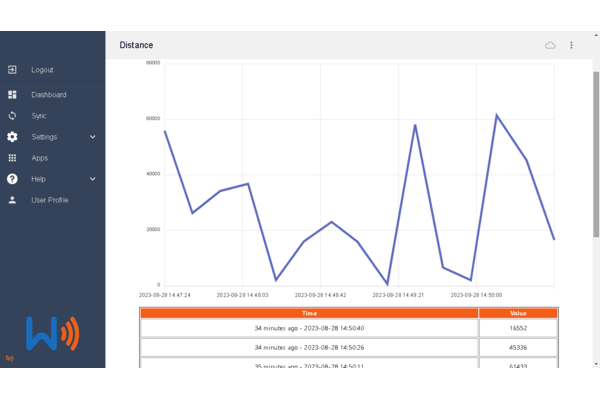 Distance
Logout
Dashboard
Sync
Settings
Apps
Help
User Profile
80000
60000
40000
20000
0
2023-08-28 14:47:24 2023-08-28 14:48:03 2023-08-28 14:48:42 2023-08-28 14:49:21 2023-08-28 14:50:00
Time Value
34 minutes ago - 2023-08-28 14:50:40 16552
34 minutes ago - 2023-08-28 14:50:26 45336
35 minutes ago - 2023-08-28 14:50:11 61433